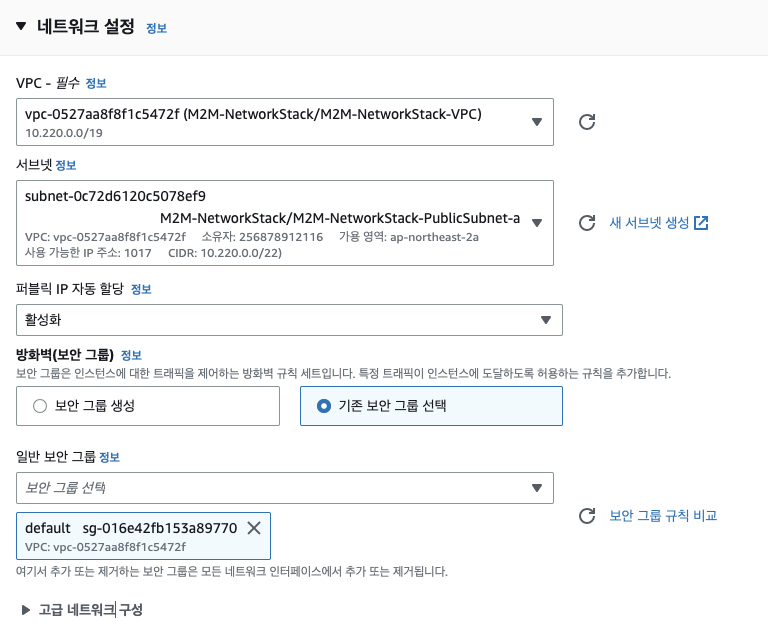 네트워크 설정 정보
VPC - 필수 정보
vpc-0527aa8f8f1c5472f (M2M-NetworkStack/M2M-NetworkStack-VPC)
10.220.0.0/19
서브넷 정보
subnet-0c72d6120c5078ef9
M2M-NetworkStack/M2M-NetworkStack-PublicSubnet-a
VPC: vpc-0527aa8f8f1c5472f 소유자: 256878912116 가용 영역: ap-northeast-2a
사용 가능한 IP 주소: 1017 CIDR: 10.220.0.0/22)
새 서브넷 생성
퍼블릭 IP 자동 할당 정보
활성화
방화벽(보안 그룹) 정보
보안 그룹은 인스턴스에 대한 트래픽을 제어하는 방화벽 규칙 세트입니다. 특정 트래픽이 인스턴스에 도달하도록 허용하는 규칙을 추가합니다.
보안 그룹 생성 기존 보안 그룹 선택
일반 보안 그룹 정보
보안 그룹 선택
default sg-016e42fb153a89770
VPC: vpc-0527aa8f8f1c5472f
보안 그룹 규칙 비교
여기서 추가 또는 제거하는 보안 그룹은 모든 네트워크 인터페이스에서 추가 또는 제거됩니다.
고급 네트워크 구성